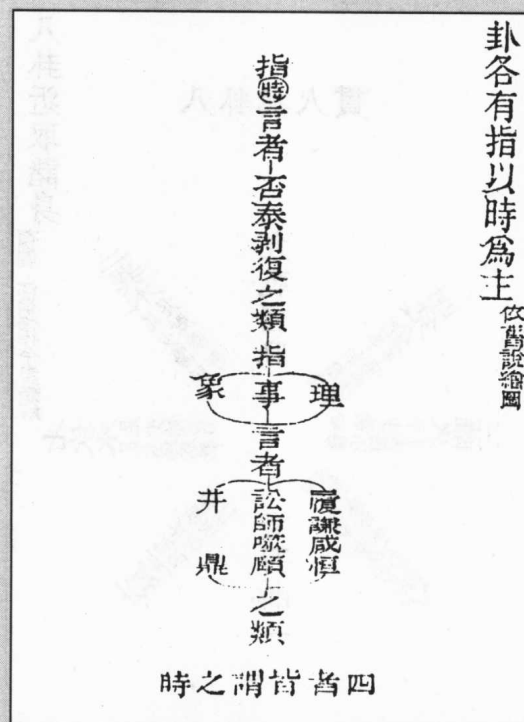 卦各有指以時為主
依舊說繪圖
指時言者否泰剝復之類指
理事象
言者
履謙咸恒
訟師噬頤
井鼎
之類
四者皆謂之時